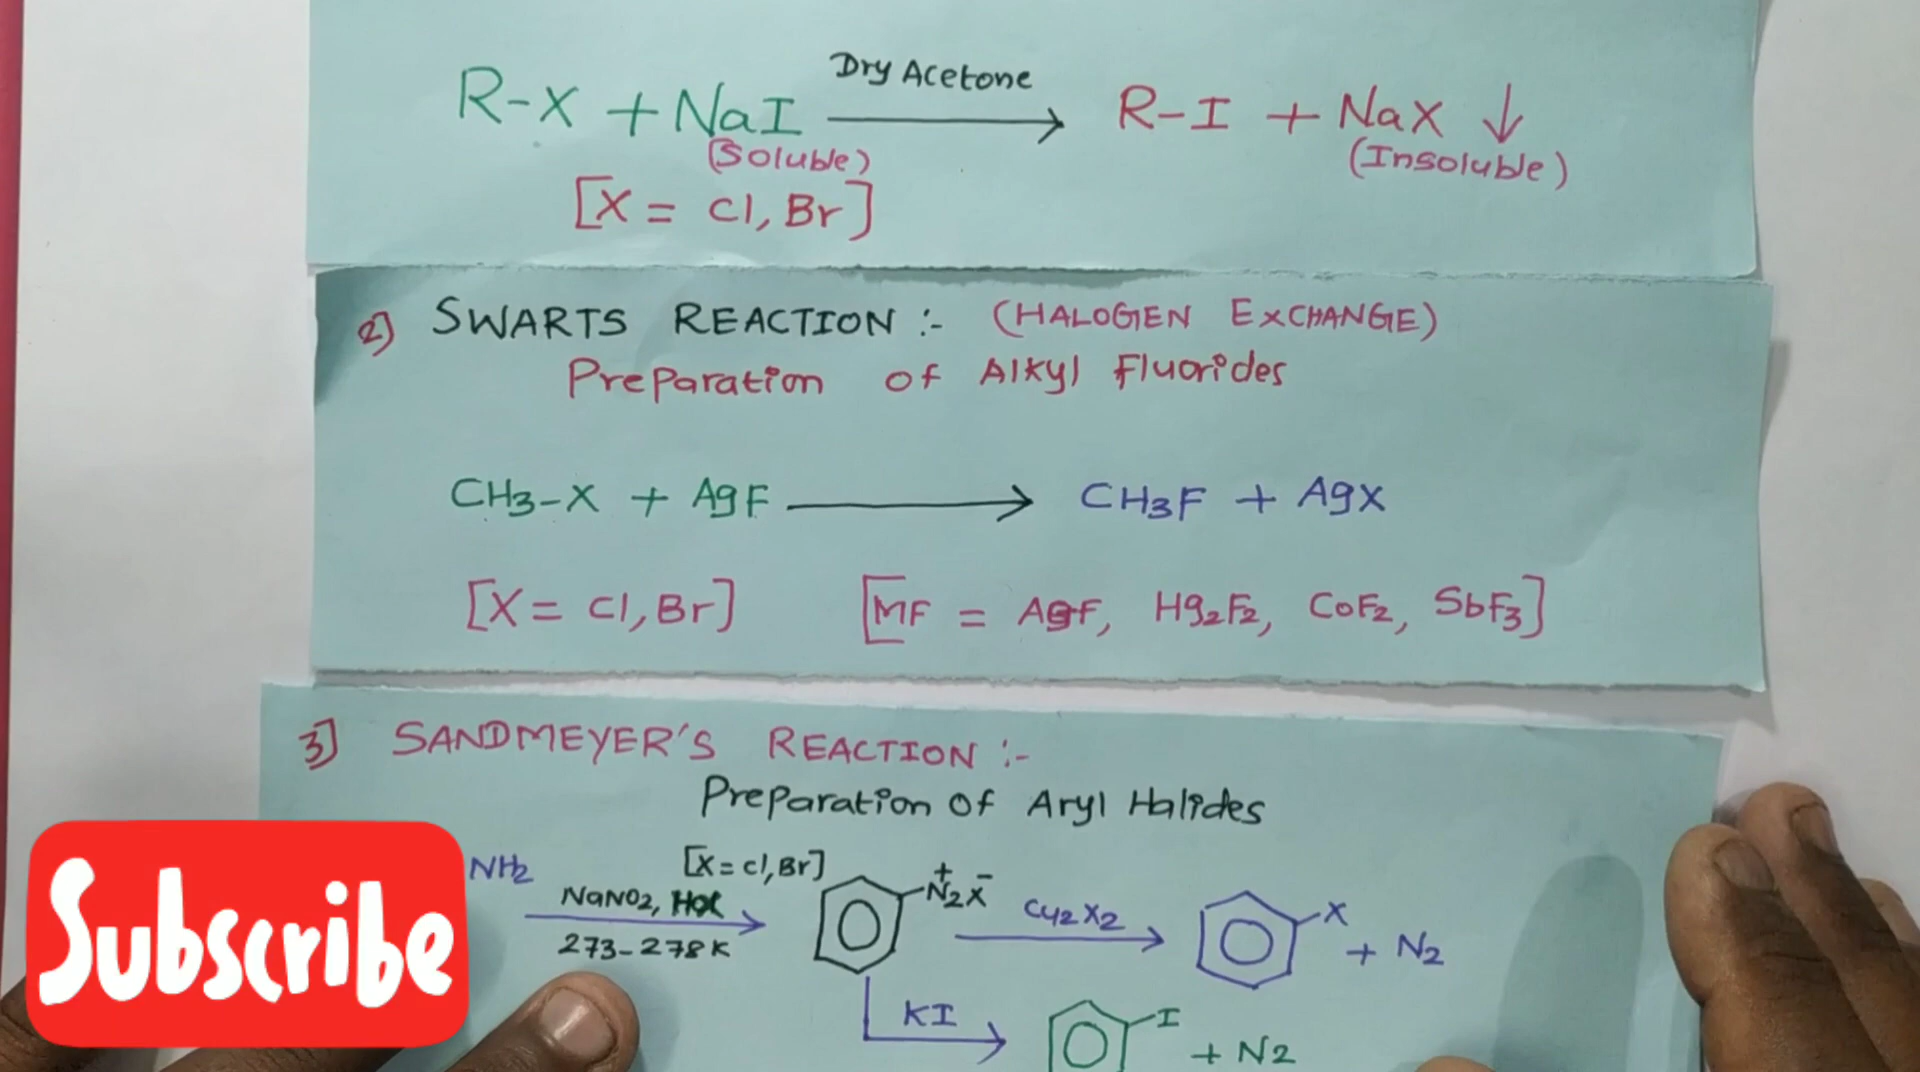 Dry Acetone
R-X + NaI → R-I + NaX ↓
(Soluble) (Insoluble)
[X = Cl, Br]
2] SWARTS REACTION :- (HALOGEN EXCHANGE)
Preparation of Alkyl Fluorides
CH3-X + AgF → CH3F + AgX
[X = Cl, Br] [MF = AgF, Hg2F2, CoF2, SbF3]
3] SANDMEYER'S REACTION :-
Preparation of Aryl Halides
NH2 [X = Cl, Br]
NaNO2, → N2+X- Cu2X2 → X + N2
273-278K
KI → I + N2
Subscribe